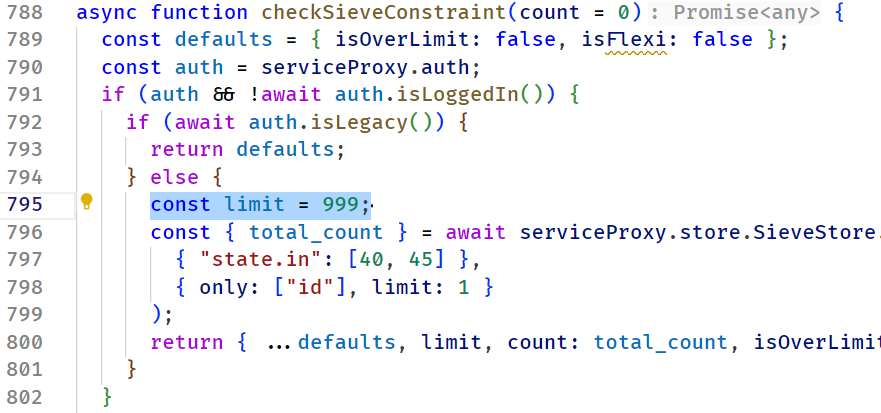 788 async function checkSieveConstraint(count = 0): Promise<any> {
789 const defaults = { isOverLimit: false, isFlexi: false };
790 const auth = serviceProxy.auth;
791 if (auth && !await auth.isLoggedIn()) {
792 if (await auth.isLegacy()) {
793 return defaults;
794 } else {
795 const limit = 999;
796 const { total_count } = await serviceProxy.store.SieveStore.
797 { "state.in": [40, 45] },
798 { only: ["id"], limit: 1 }
799 );
800 return { ...defaults, limit, count: total_count, isOverLimit
801 }
802 }